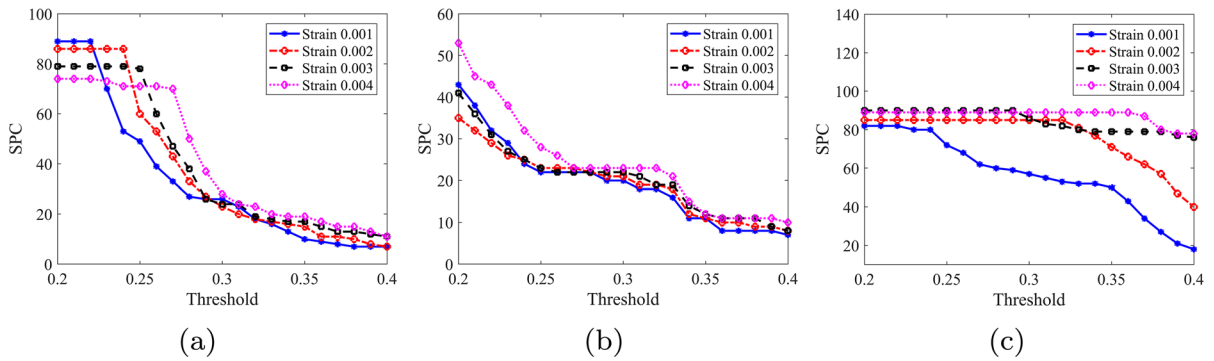 100
80
60
40
20
0
SPC
0.2 0.25 0.3 0.35 0.4
Threshold
Strain 0.001
Strain 0.002
Strain 0.003
Strain 0.004
(a)
60
50
40
30
20
10
0
SPC
0.2 0.25 0.3 0.35 0.4
Threshold
Strain 0.001
Strain 0.002
Strain 0.003
Strain 0.004
(b)
140
120
100
80
60
40
20
SPC
0.2 0.25 0.3 0.35 0.4
Threshold
Strain 0.001
Strain 0.002
Strain 0.003
Strain 0.004
(c)